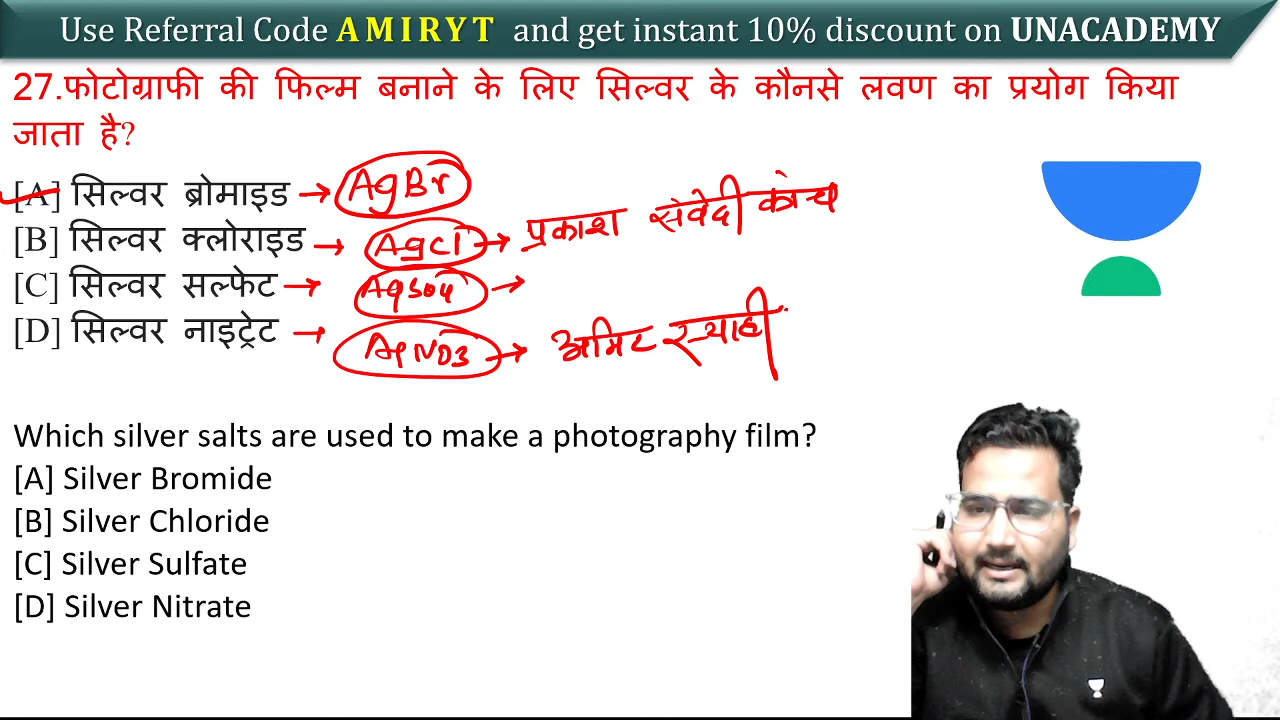 Use Referral Code AMIRYT and get instant 10% discount on UNACADEMY
27.फोटोग्राफी की फिल्म बनाने के लिए सिल्वर के कौनसे लवण का प्रयोग किया
जाता है?
[A] सिल्वर ब्रोमाइड → AgBr
[B] सिल्वर क्लोराइड → AgCl → प्रकाश संवेदी कांच
[C] सिल्वर सल्फेट → AgSO4 →
[D] सिल्वर नाइट्रेट → AgNO3 → अमिट स्याही
Which silver salts are used to make a photography film?
[A] Silver Bromide
[B] Silver Chloride
[C] Silver Sulfate
[D] Silver Nitrate